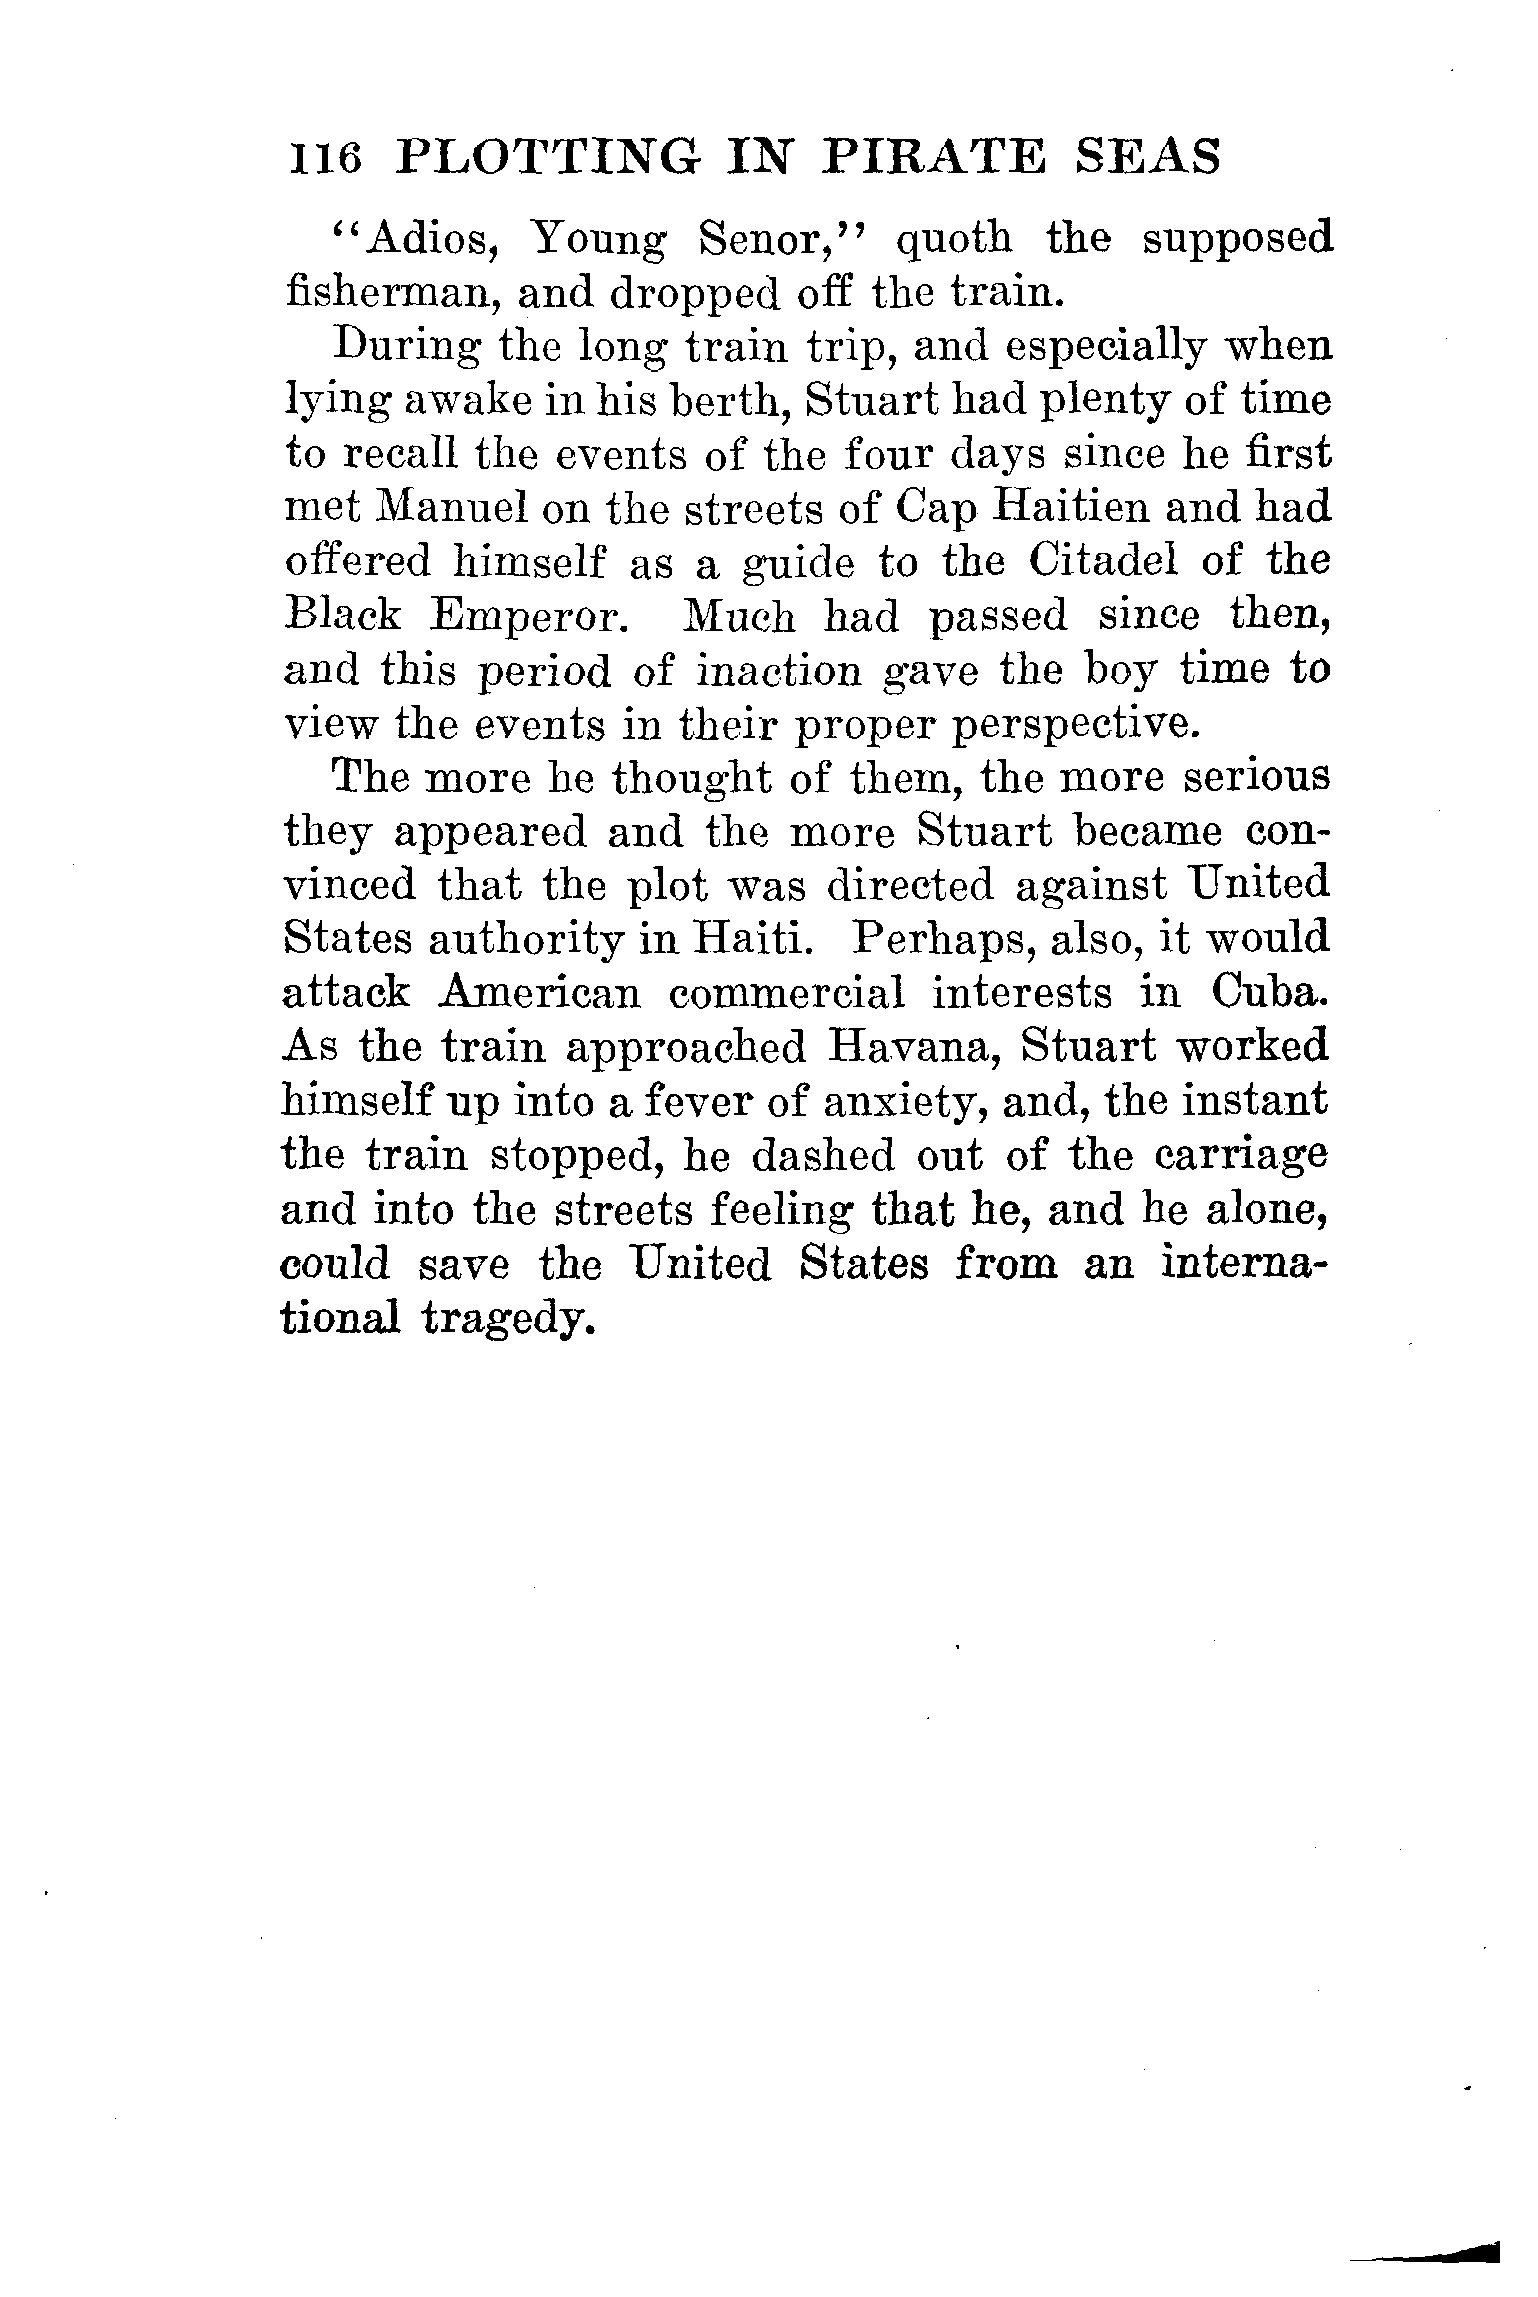 116 PLOTTING IN PIRATE SEAS
"Adios, Young Senor," quoth the supposed
fisherman, and dropped off the train.
During the long train trip, and especially when
lying awake in his berth, Stuart had plenty of time
to recall the events of the four days since he first
met Manuel on the streets of Cap Haitien and had
offered himself as a guide to the Citadel of the
Black Emperor. Much had passed since then,
and this period of inaction gave the boy time to
view the events in their proper perspective.
The more he thought of them, the more serious
they appeared and the more Stuart became con-
vinced that the plot was directed against United
States authority in Haiti. Perhaps, also, it would
attack American commercial interests in Cuba.
As the train approached Havana, Stuart worked
himself up into a fever of anxiety, and, the instant
the train stopped, he dashed out of the carriage
and into the streets feeling that he, and he alone,
could save the United States from an interna-
tional tragedy.